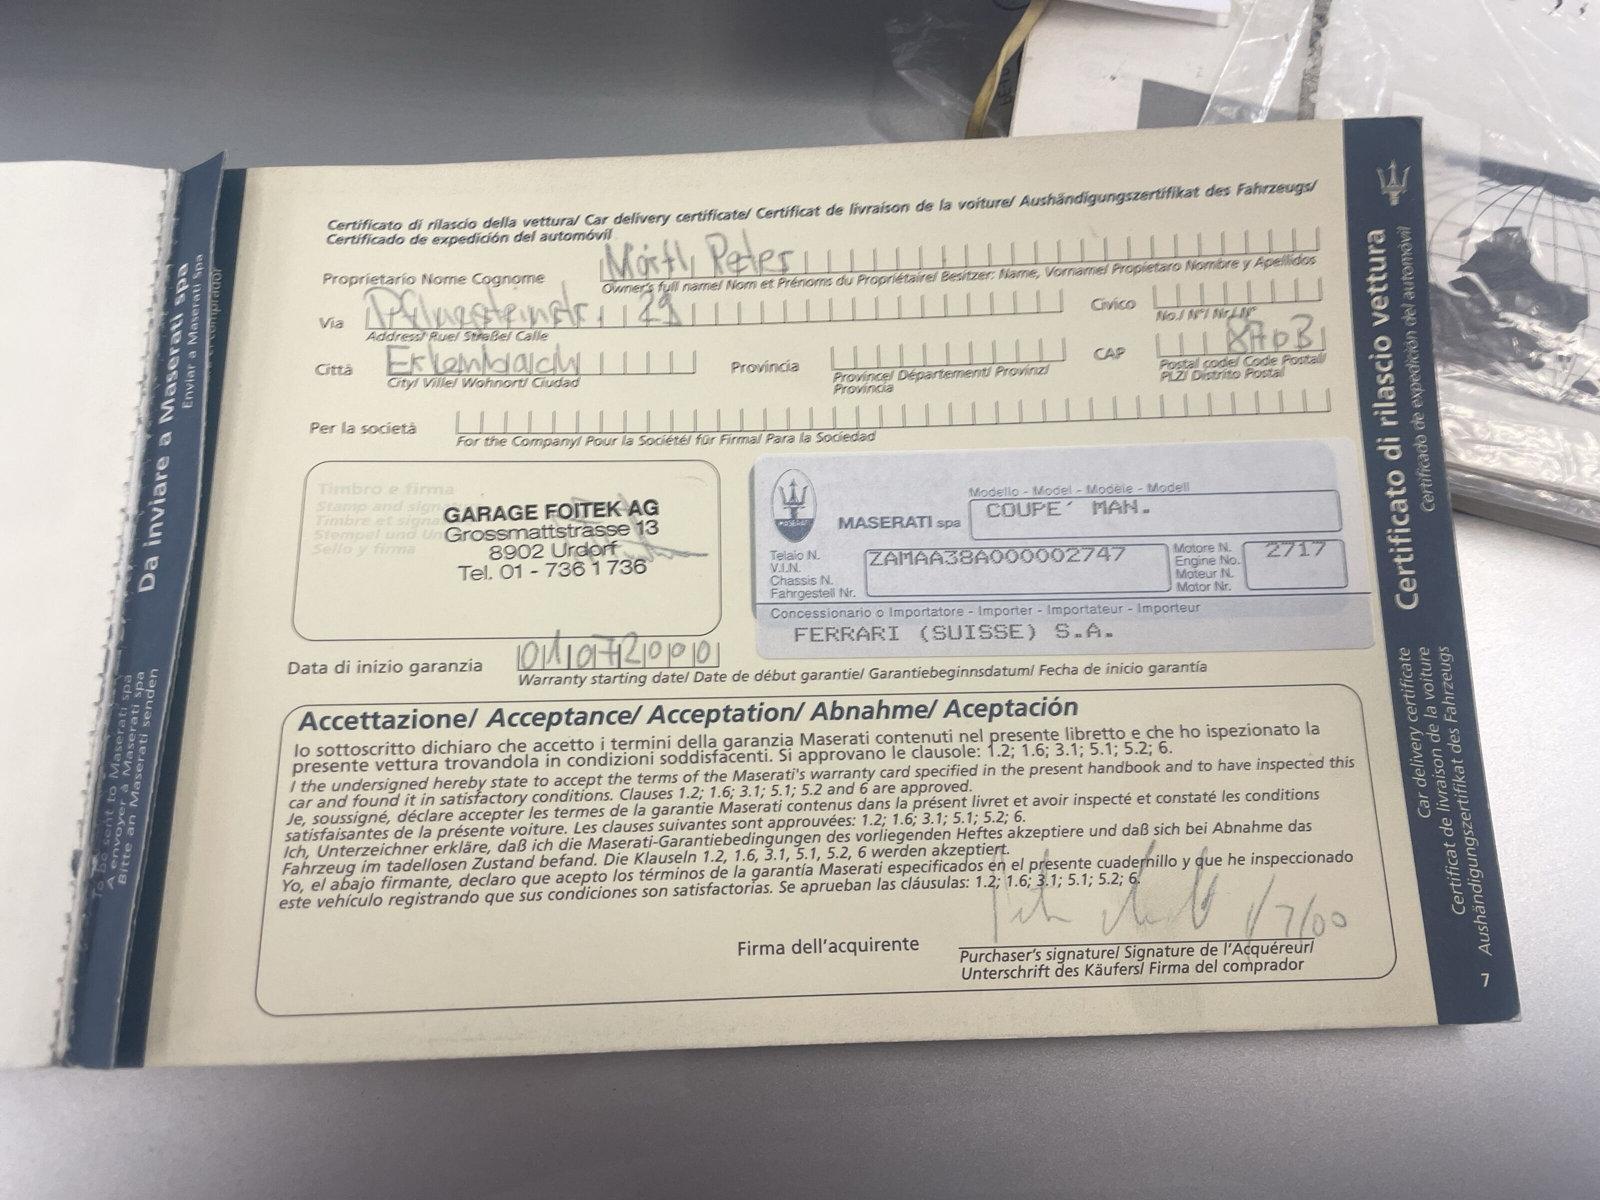 Certificato di rilascio della vettura/ Car delivery certificate/ Certificat de livraison de la voiture/ Aushändigungszertifikat des Fahrzeugs/
Certificado de expedición del automóvil
Proprietario Nome Cognome Peter
Owner's full name/ Nom et Prénoms du Propriétaire/ Besitzer: Name, Vorname/ Propietaro Nombre y Apellidos
Via 29 Civico
Address/ Rue/ Straße/ Calle No./ N°/ Nr./ N°
Città Erlenbach Provincia CAP 8703
City/ Ville/ Wohnort/ Ciudad Province/ Département/ Provinz/ Postal code/ Code Postal/
Provincia PLZ/ Distrito Postal
Per la società
For the Company/ Pour la Société/ für Firma/ Para la Sociedad
Timbro e firma
Stamp and
Timbre et
Stempel und
Sello y firma
GARAGE FOITEK AG
Grossmattstrasse 13
8902 Urdorf
Tel. 01 - 736 1 736
MASERATI
MASERATI spa
Modello - Model - Modèle - Modell
COUPE´ MAN.
Telaio N.
V.I.N.
Chassis N.
Fahrgestell Nr.
ZAMAA38A000002747
Motore N.
Engine No.
Moteur N.
Motor Nr.
2717
Concessionario o Importatore - Importer - Importateur - Importeur
FERRARI (SUISSE) S.A.
Data di inizio garanzia 01072000
Warranty starting date/ Date de début garantie/ Garantiebeginnsdatum/ Fecha de inicio garantía
Accettazione/ Acceptance/ Acceptation/ Abnahme/ Aceptación
Io sottoscritto dichiaro che accetto i termini della garanzia Maserati contenuti nel presente libretto e che ho ispezionato la
presente vettura trovandola in condizioni soddisfacenti. Si approvano le clausole: 1.2; 1.6; 3.1; 5.1; 5.2; 6.
I the undersigned hereby state to accept the terms of the Maserati's warranty card specified in the present handbook and to have inspected this
car and found it in satisfactory conditions. Clauses 1.2; 1.6; 3.1; 5.1; 5.2 and 6 are approved.
Je, soussigné, déclare accepter les termes de la garantie Maserati contenus dans la présent livret et avoir inspecté et constaté les conditions
satisfaisantes de la présente voiture. Les clauses suivantes sont approuvées: 1.2; 1.6; 3.1; 5.1; 5.2; 6.
Ich, Unterzeichner erkläre, daß ich die Maserati-Garantiebedingungen des vorliegenden Heftes akzeptiere und daß sich bei Abnahme das
Fahrzeug im tadellosen Zustand befand. Die Klauseln 1.2, 1.6, 3.1, 5.1, 5.2, 6 werden akzeptiert.
Yo, el abajo firmante, declaro que acepto los términos de la garantía Maserati especificados en el presente cuadernillo y que he inspeccionado
este vehículo registrando que sus condiciones son satisfactorias. Se aprueban las cláusulas: 1.2; 1.6; 3.1; 5.1; 5.2; 6.
1/7/00
Firma dell'acquirente
Purchaser's signature/ Signature de l'Acquéreur/
Unterschrift des Käufers/ Firma del comprador
Certificato di rilascio vettura
Certificado de expedición del automóvil
Car delivery certificate
Certificat de livraison de la voiture
Aushändigungszertifikat des Fahrzeugs
7
Da inviare a Maserati spa
Enviar a Maserati Spa
To be sent to Maserati spa
A envoyer à Maserati spa
Bitte an Maserati senden